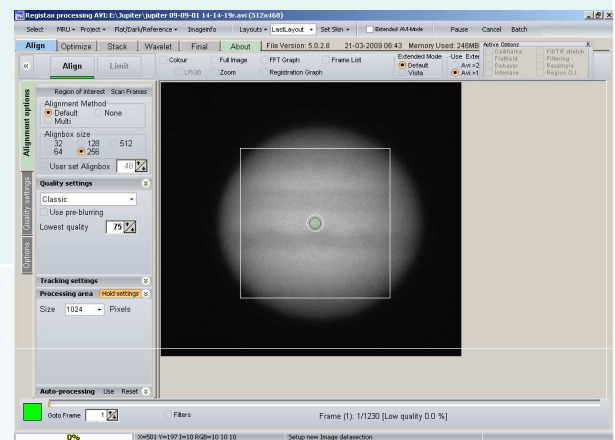 Registax processing AVI: E:\Jupiter\jupiter 09-09-01 14-14-19r.avi (512x468)
Select MRU Project Flat/Dark/Reference Imageinfo Layouts LastLayout Set Skin Extended AVI-Mode Pause Cancel Batch
Align Optimize Stack Wavelet Final About File Version: 5.0.2.8 21-03-2009 06:43 Memory Used: 246MB
Active Options X
Darkframe Fit/TIF stretch
Flatfield Filtering
Debayer Resample
Interlave Region.O.I.
« Align Limit
Colour Full Image FFT Graph Frame List
LRGB Zoom Registration Graph
Extended Mode
Default
Vista
Use Exter
Avi >2
Avi >1
Alignment options
Quality settings
Options
Region of interest Scan Frames
Alignment Method
Default None
Multi
Alignbox size
32 128 512
64 256
User set Alignbox 48
Quality settings
Classic
Use pre-blurring
Lowest quality 75
Tracking settings
Processing area Hold settings
Size 1024 Pixels
Auto-processing Use Reset
Goto Frame 1 Filters Frame (1): 1/1230 [Low quality 0.0 %]
0% X=501 Y=197 I=10 RGB=10 10 10 Setup new Image datasection